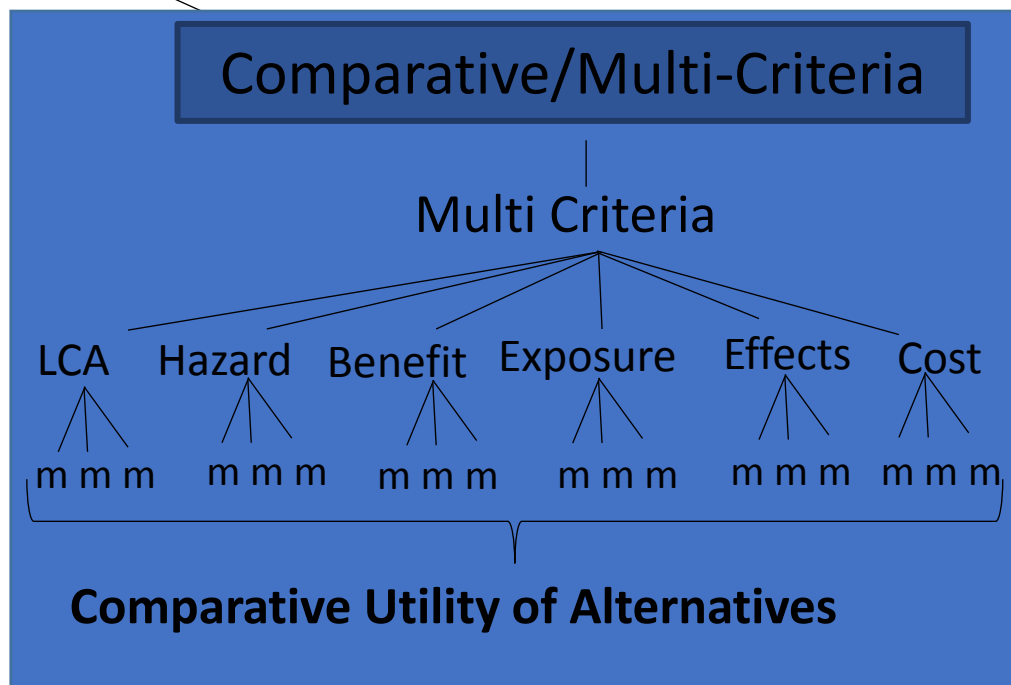 Comparative/Multi-Criteria
Multi Criteria
LCA Hazard Benefit Exposure Effects Cost
m m m m m m m m m m m m m m m m m m
Comparative Utility of Alternatives